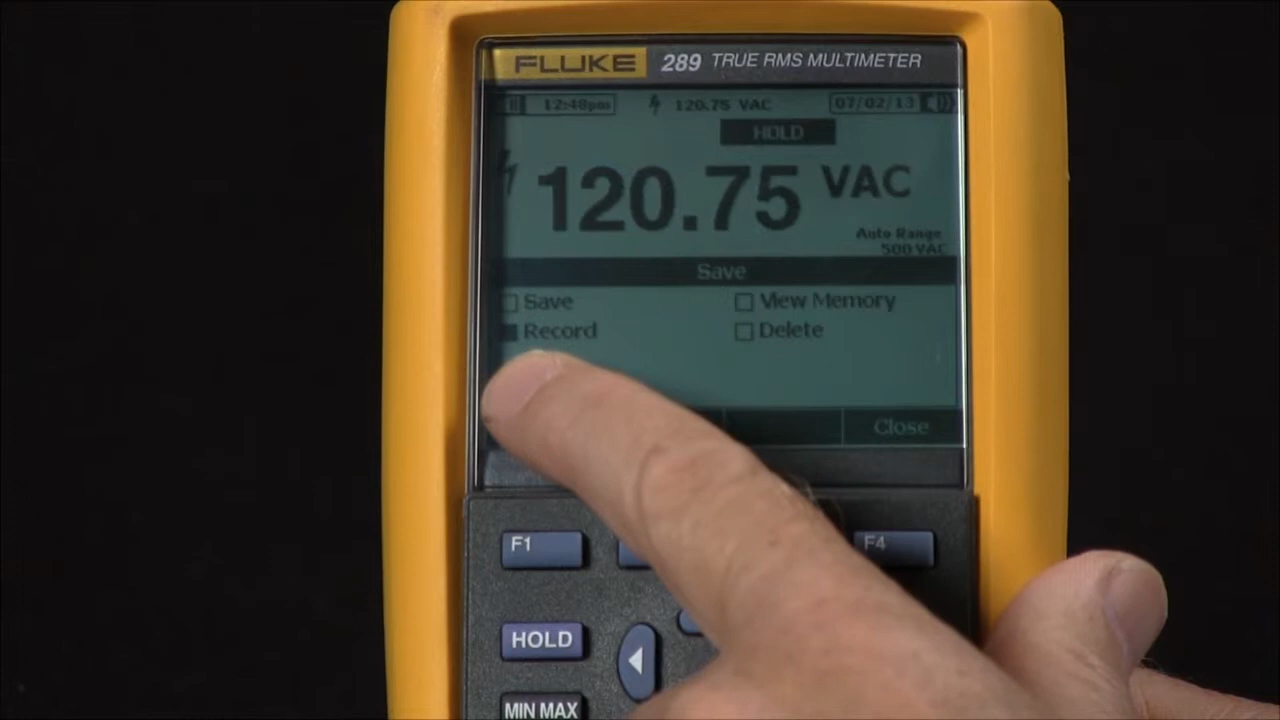 FLUKE 289 TRUE RMS MULTIMETER
12:48pm 120.75 VAC 07/02/13
HOLD
120.75 VAC
Auto Range
500 VAC
Save
Save View Memory
Record Delete
Close
F1 F4
HOLD
MIN MAX